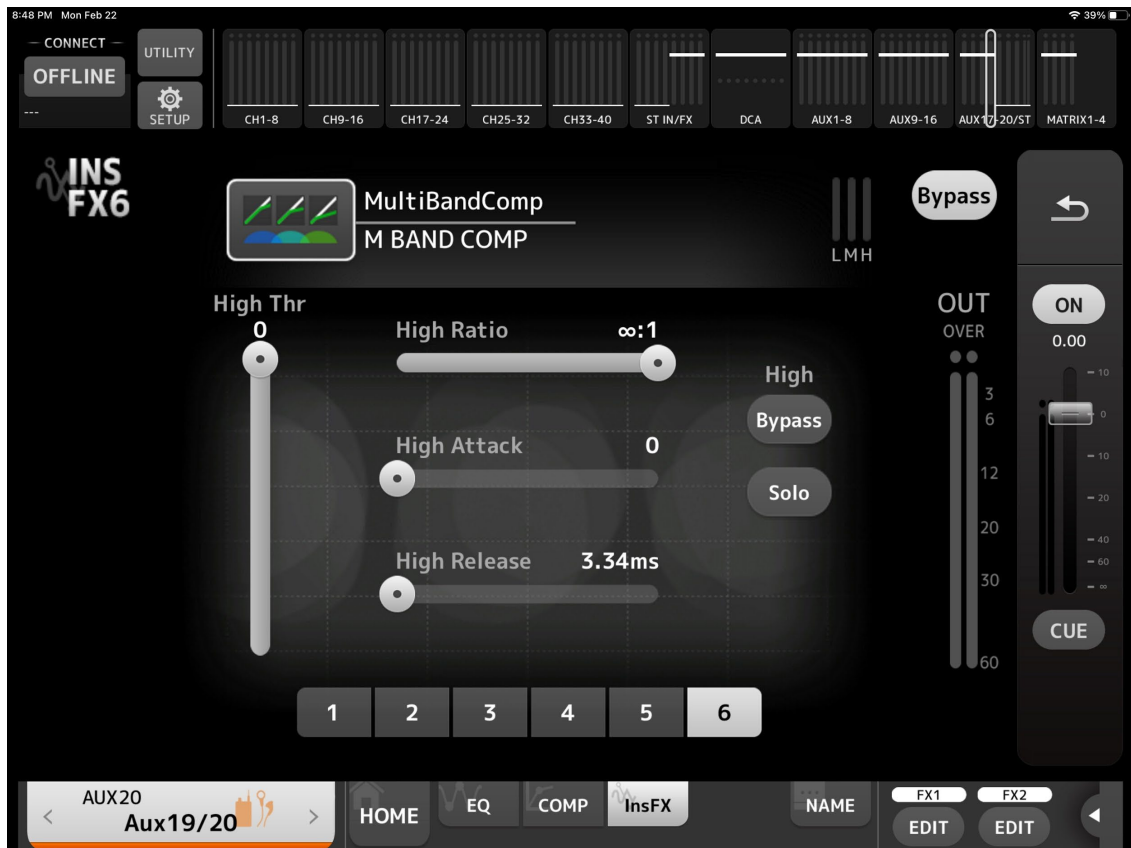 8:48 PM Mon Feb 22
39%
CONNECT
OFFLINE
---
UTILITY
SETUP
CH1-8
CH9-16
CH17-24
CH25-32
CH33-40
ST IN/FX
DCA
AUX1-8
AUX9-16
AUX17-20/ST
MATRIX1-4
INS
FX6
MultiBandComp
M BAND COMP
L M H
Bypass
High Thr
0
High Ratio ∞:1
High Attack 0
High Release 3.34ms
High
Bypass
Solo
OUT
OVER
3
6
12
20
30
60
ON
0.00
10
0
10
20
40
60
∞
CUE
1 2 3 4 5 6
AUX20
< Aux19/20 >
HOME
EQ
COMP
InsFX
NAME
FX1
EDIT
FX2
EDIT